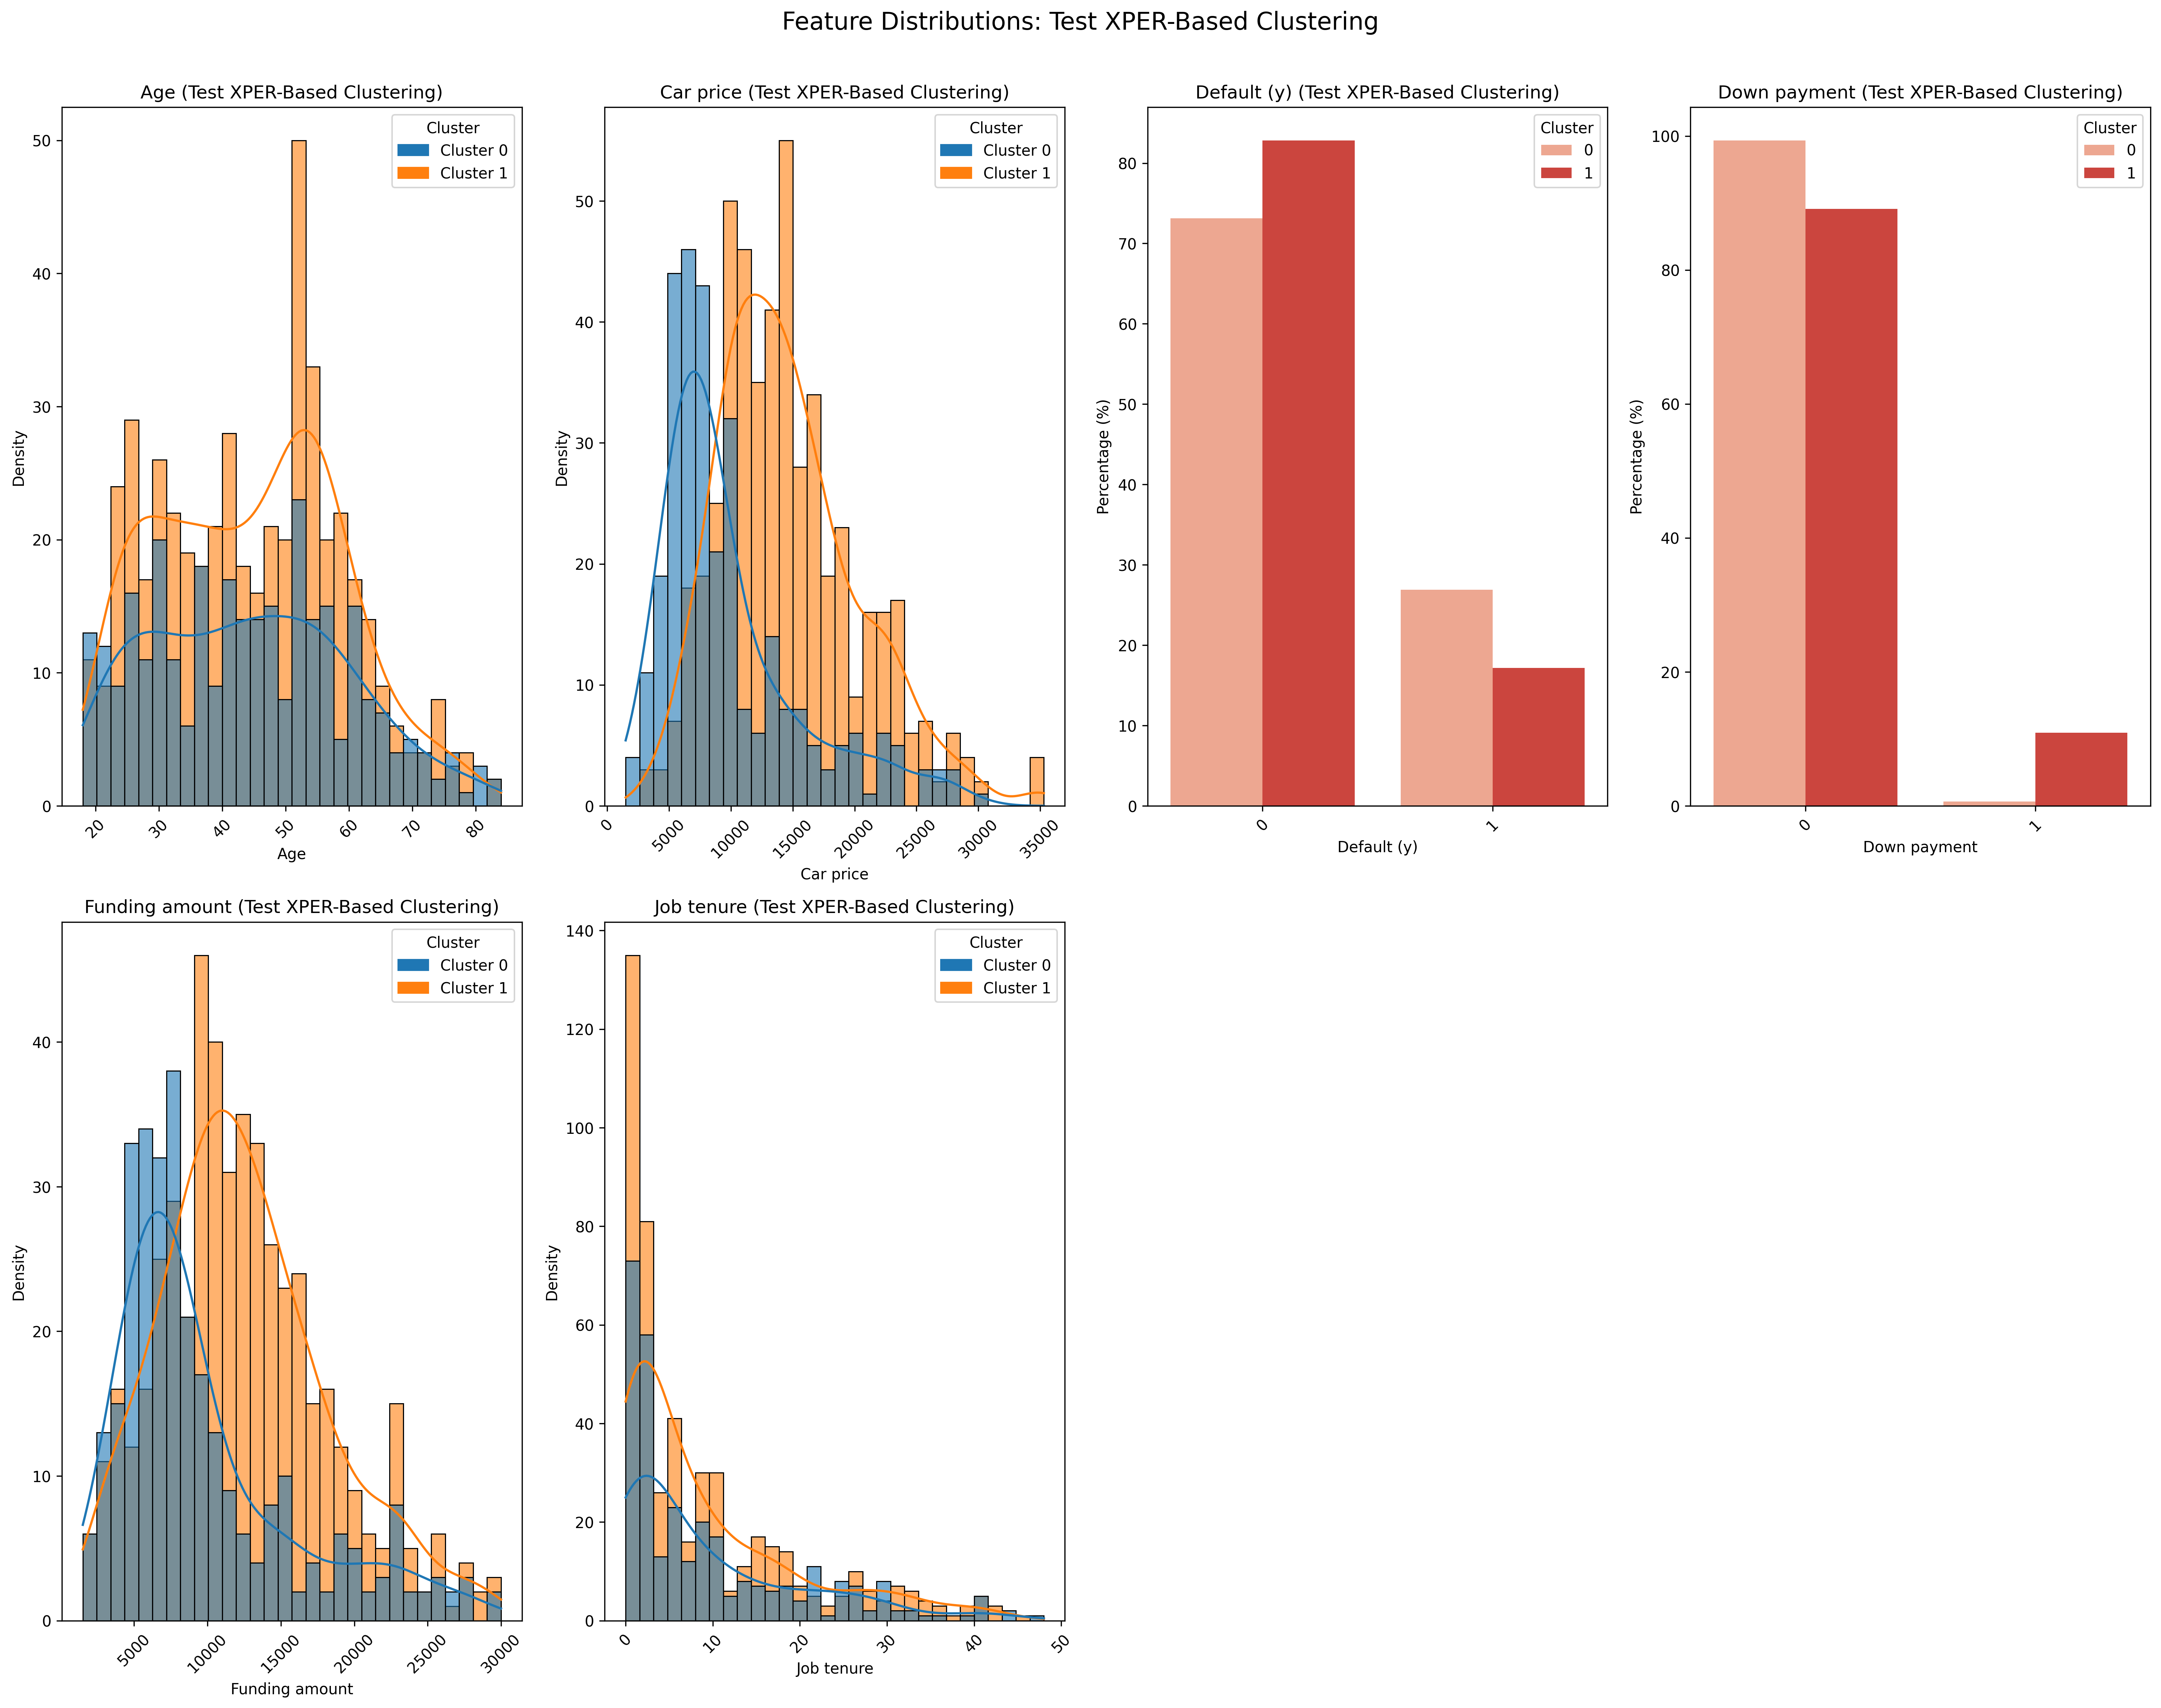 Feature Distributions: Test XPER-Based Clustering
Age (Test XPER-Based Clustering)
Density
50
40
30
20
10
0
Cluster
Cluster 0
Cluster 1
20 30 40 50 60 70 80
Age
Car price (Test XPER-Based Clustering)
Density
50
40
30
20
10
0
Cluster
Cluster 0
Cluster 1
0 5000 10000 15000 20000 25000 30000 35000
Car price
Default (y) (Test XPER-Based Clustering)
Percentage (%)
80
70
60
50
40
30
20
10
0
Cluster
0
1
0 1
Default (y)
Down payment (Test XPER-Based Clustering)
Percentage (%)
100
80
60
40
20
0
Cluster
0
1
0 1
Down payment
Funding amount (Test XPER-Based Clustering)
Density
40
30
20
10
0
Cluster
Cluster 0
Cluster 1
5000 10000 15000 20000 25000 30000
Funding amount
Job tenure (Test XPER-Based Clustering)
Density
140
120
100
80
60
40
20
0
Cluster
Cluster 0
Cluster 1
0 10 20 30 40 50
Job tenure